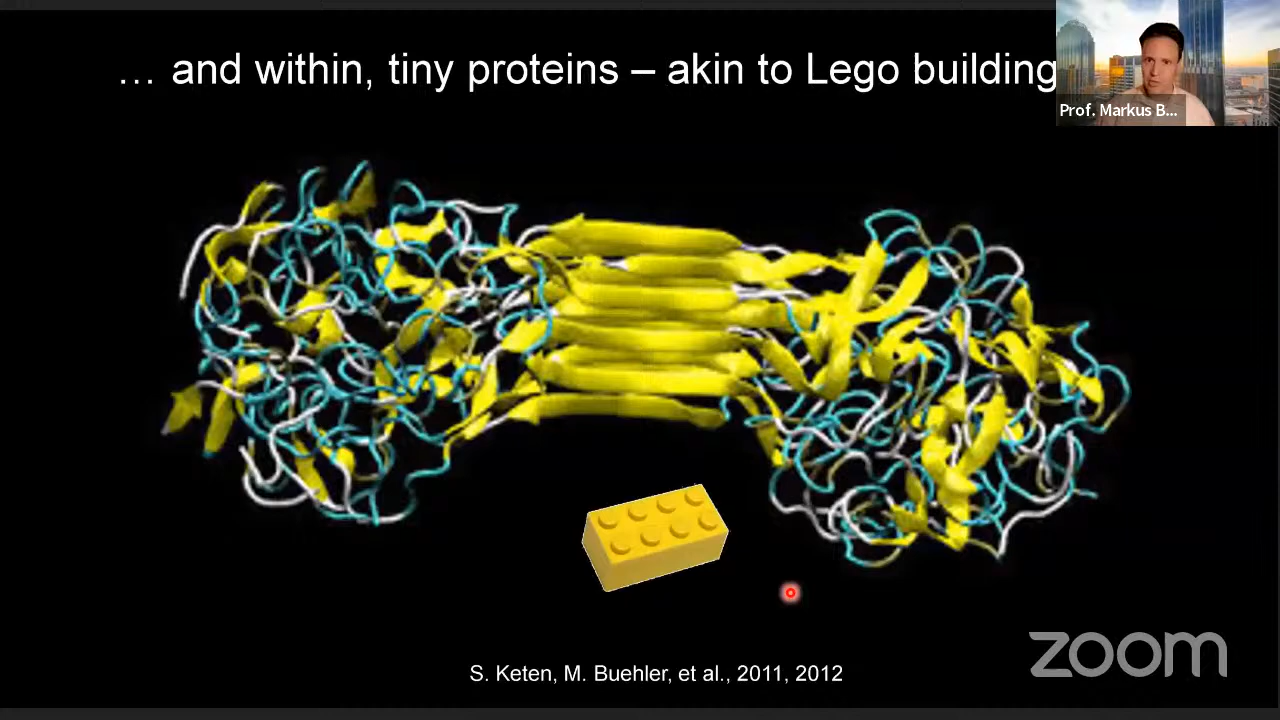 … and within, tiny proteins – akin to Lego building
Prof. Markus B...
S. Keten, M. Buehler, et al., 2011, 2012
zoom